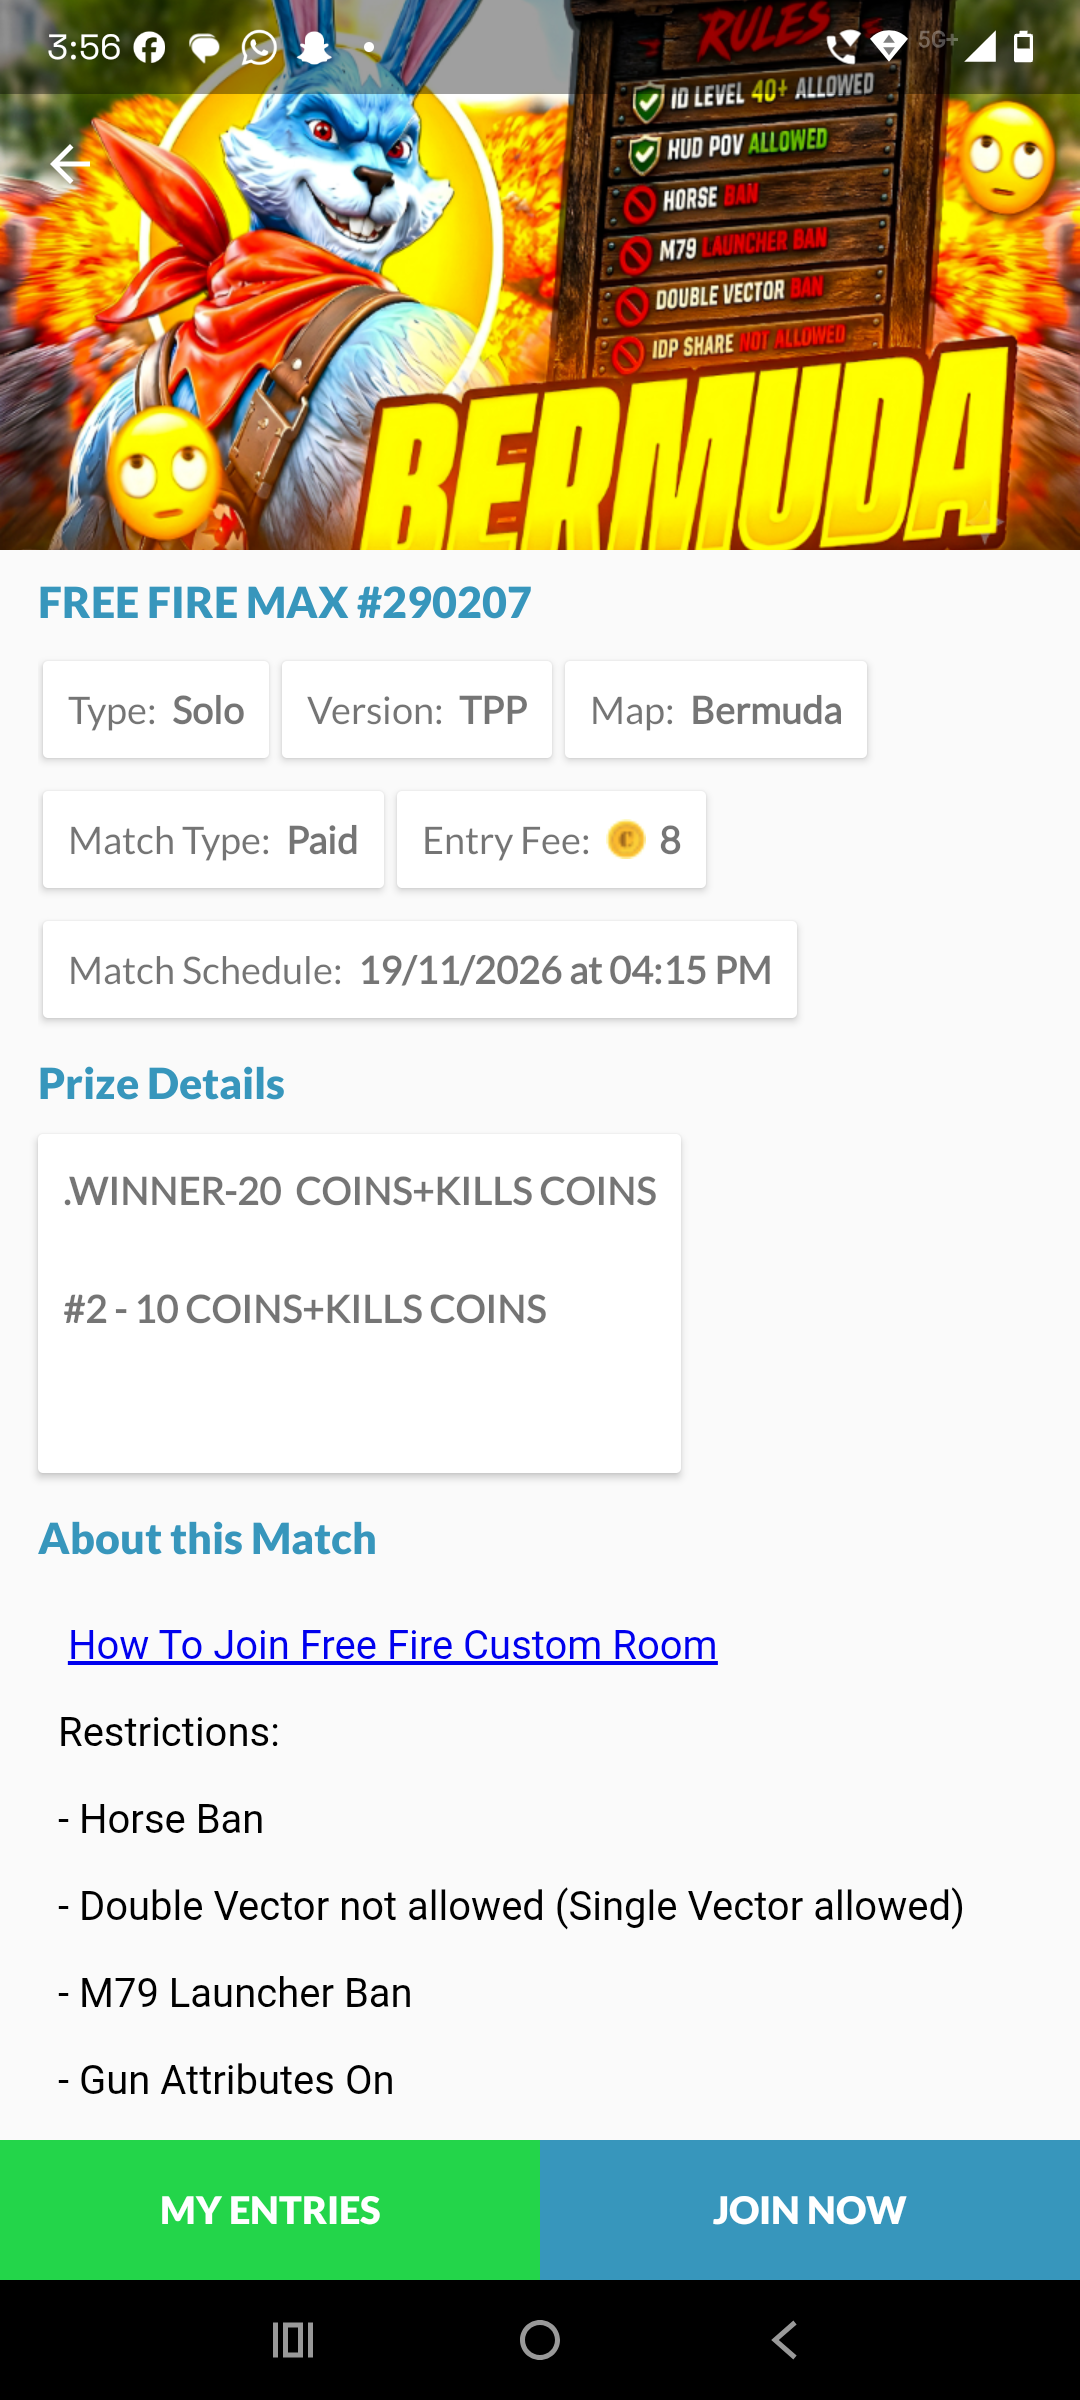 3:56
5G+
RULES
ID LEVEL 40+ ALLOWED
HUD POV ALLOWED
HORSE BAN
M79 LAUNCHER BAN
DOUBLE VECTOR BAN
IDP SHARE NOT ALLOWED
BERMUDA
FREE FIRE MAX #290207
Type: Solo
Version: TPP
Map: Bermuda
Match Type: Paid
Entry Fee: C 8
Match Schedule: 19/11/2026 at 04:15 PM
Prize Details
.WINNER-20 COINS+KILLS COINS
#2 - 10 COINS+KILLS COINS
About this Match
How To Join Free Fire Custom Room
Restrictions:
- Horse Ban
- Double Vector not allowed (Single Vector allowed)
- M79 Launcher Ban
- Gun Attributes On
MY ENTRIES
JOIN NOW